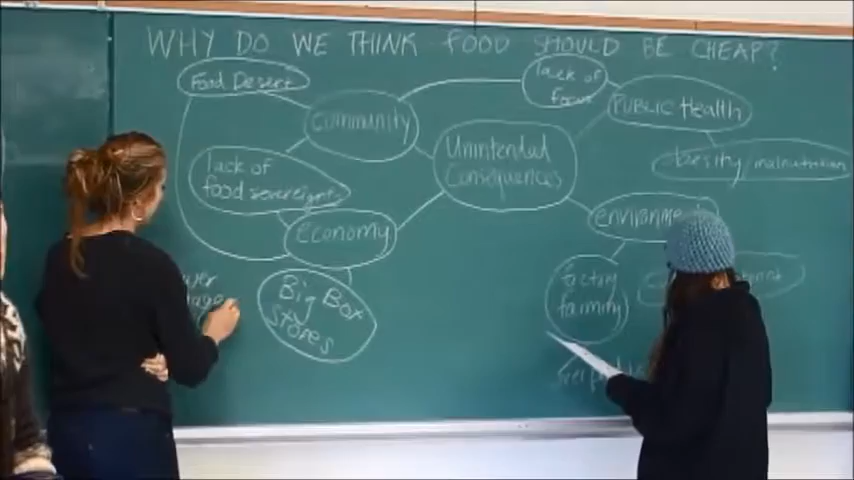 WHY DO WE THINK FOOD SHOULD BE CHEAP?
Food Desert
lack of
focus
Community
PUBLIC Health
Unintended
Consequences
obesity / malnutrition
lack of
food sovereignty
economy
Big Box
stores
factory
farming